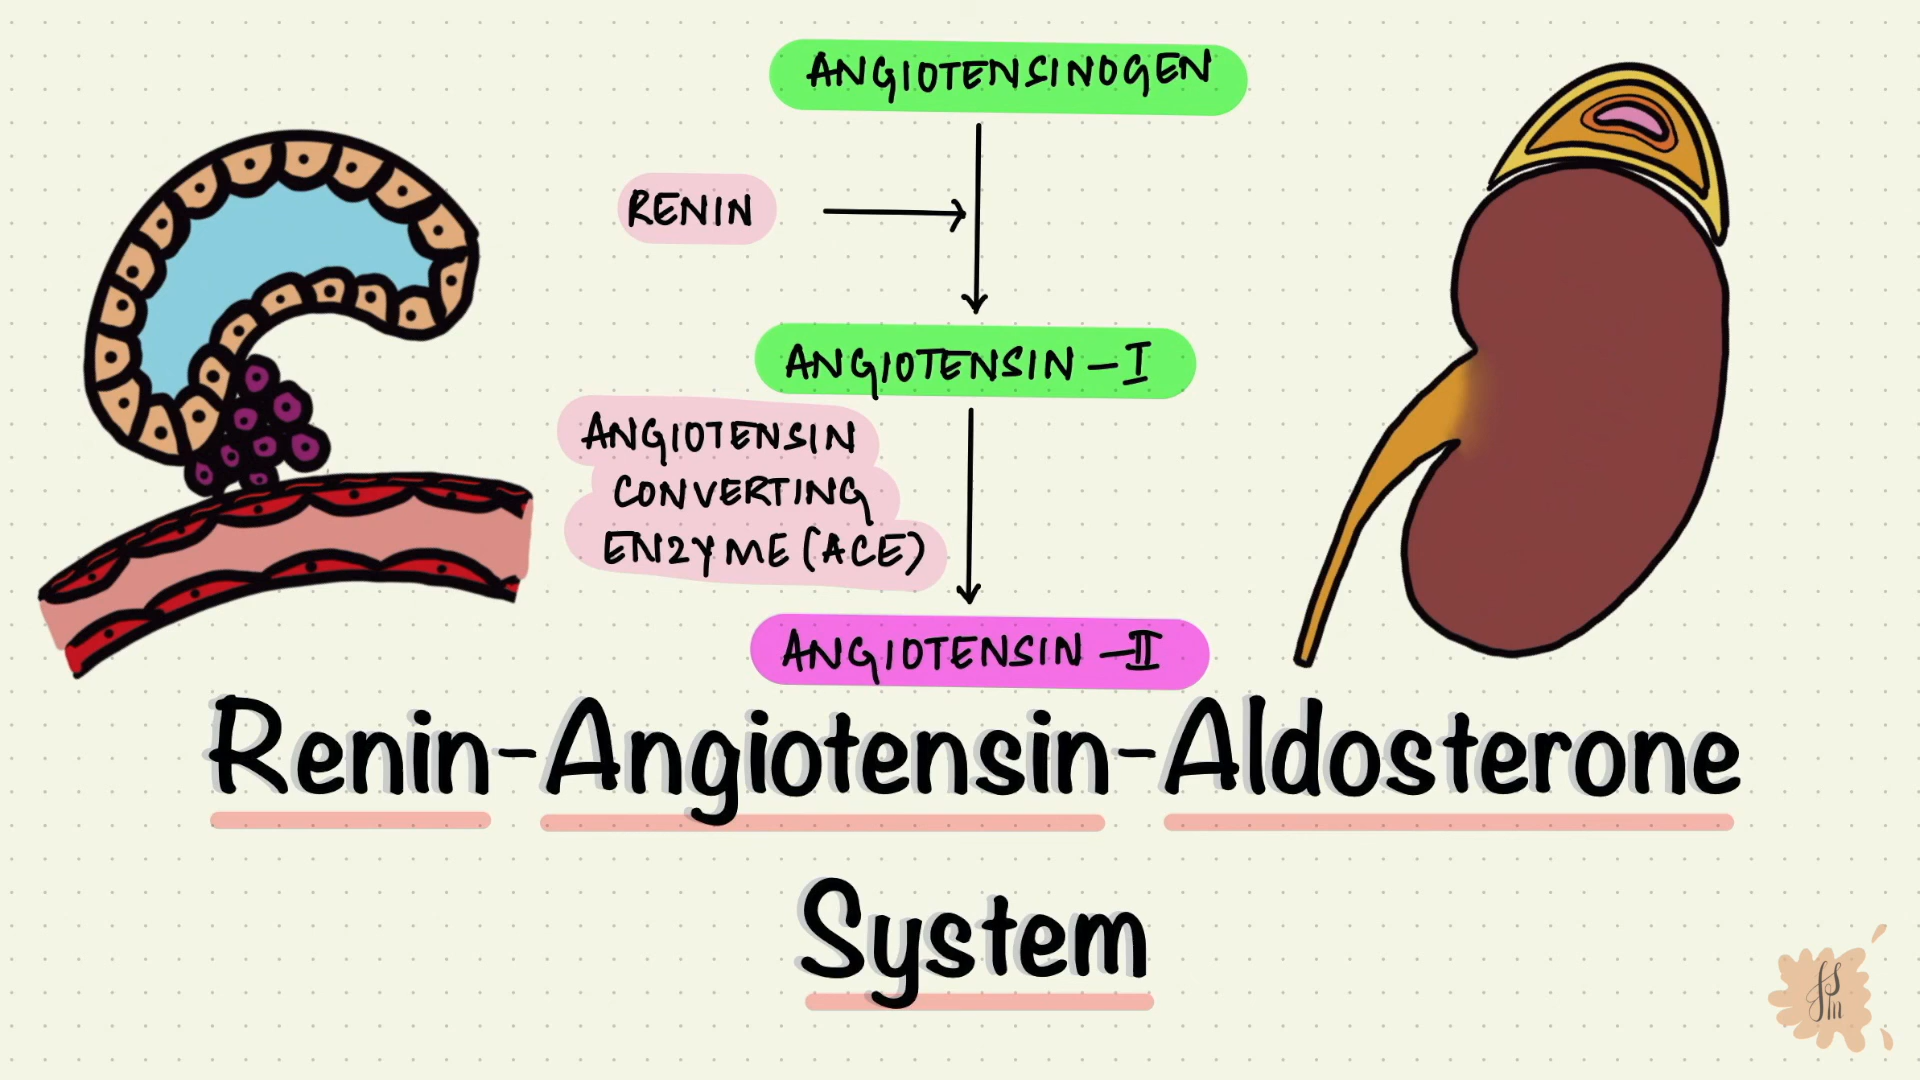 ANGIOTENSINOGEN
RENIN
ANGIOTENSIN - I
ANGIOTENSIN
CONVERTING
ENZYME (ACE)
ANGIOTENSIN - II
Renin-Angiotensin-Aldosterone
System